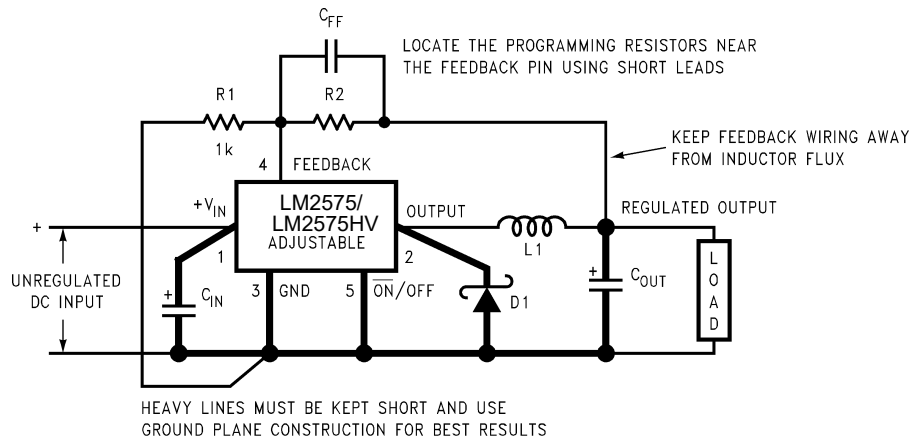 CFF
LOCATE THE PROGRAMMING RESISTORS NEAR
THE FEEDBACK PIN USING SHORT LEADS
R1
R2
1k
KEEP FEEDBACK WIRING AWAY
FROM INDUCTOR FLUX
4 FEEDBACK
+VIN
LM2575/
LM2575HV
ADJUSTABLE
OUTPUT
REGULATED OUTPUT
+
1
2
L1
UNREGULATED
DC INPUT
+
CIN
3 GND
5 O̅N̅/OFF
D1
+
COUT
LOAD
HEAVY LINES MUST BE KEPT SHORT AND USE
GROUND PLANE CONSTRUCTION FOR BEST RESULTS